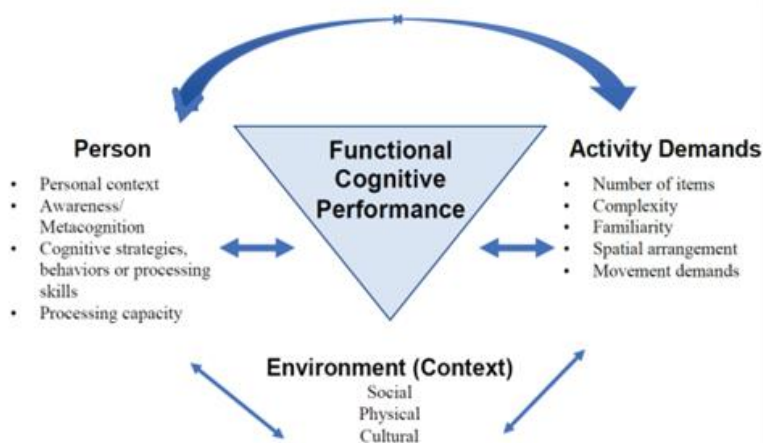 Functional
Cognitive
Performance
Person
• Personal context
• Awareness/
Metacognition
• Cognitive strategies,
behaviors or processing
skills
• Processing capacity
Activity Demands
• Number of items
• Complexity
• Familiarity
• Spatial arrangement
• Movement demands
Environment (Context)
Social
Physical
Cultural